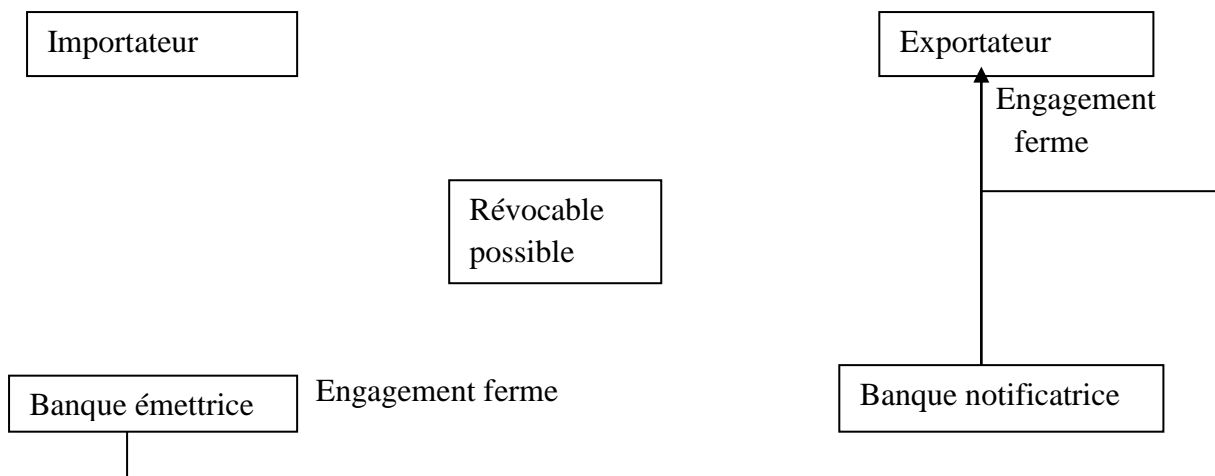 Importateur
Exportateur
Engagement
ferme
Révocable
possible
Banque émettrice
Engagement ferme
Banque notificatrice